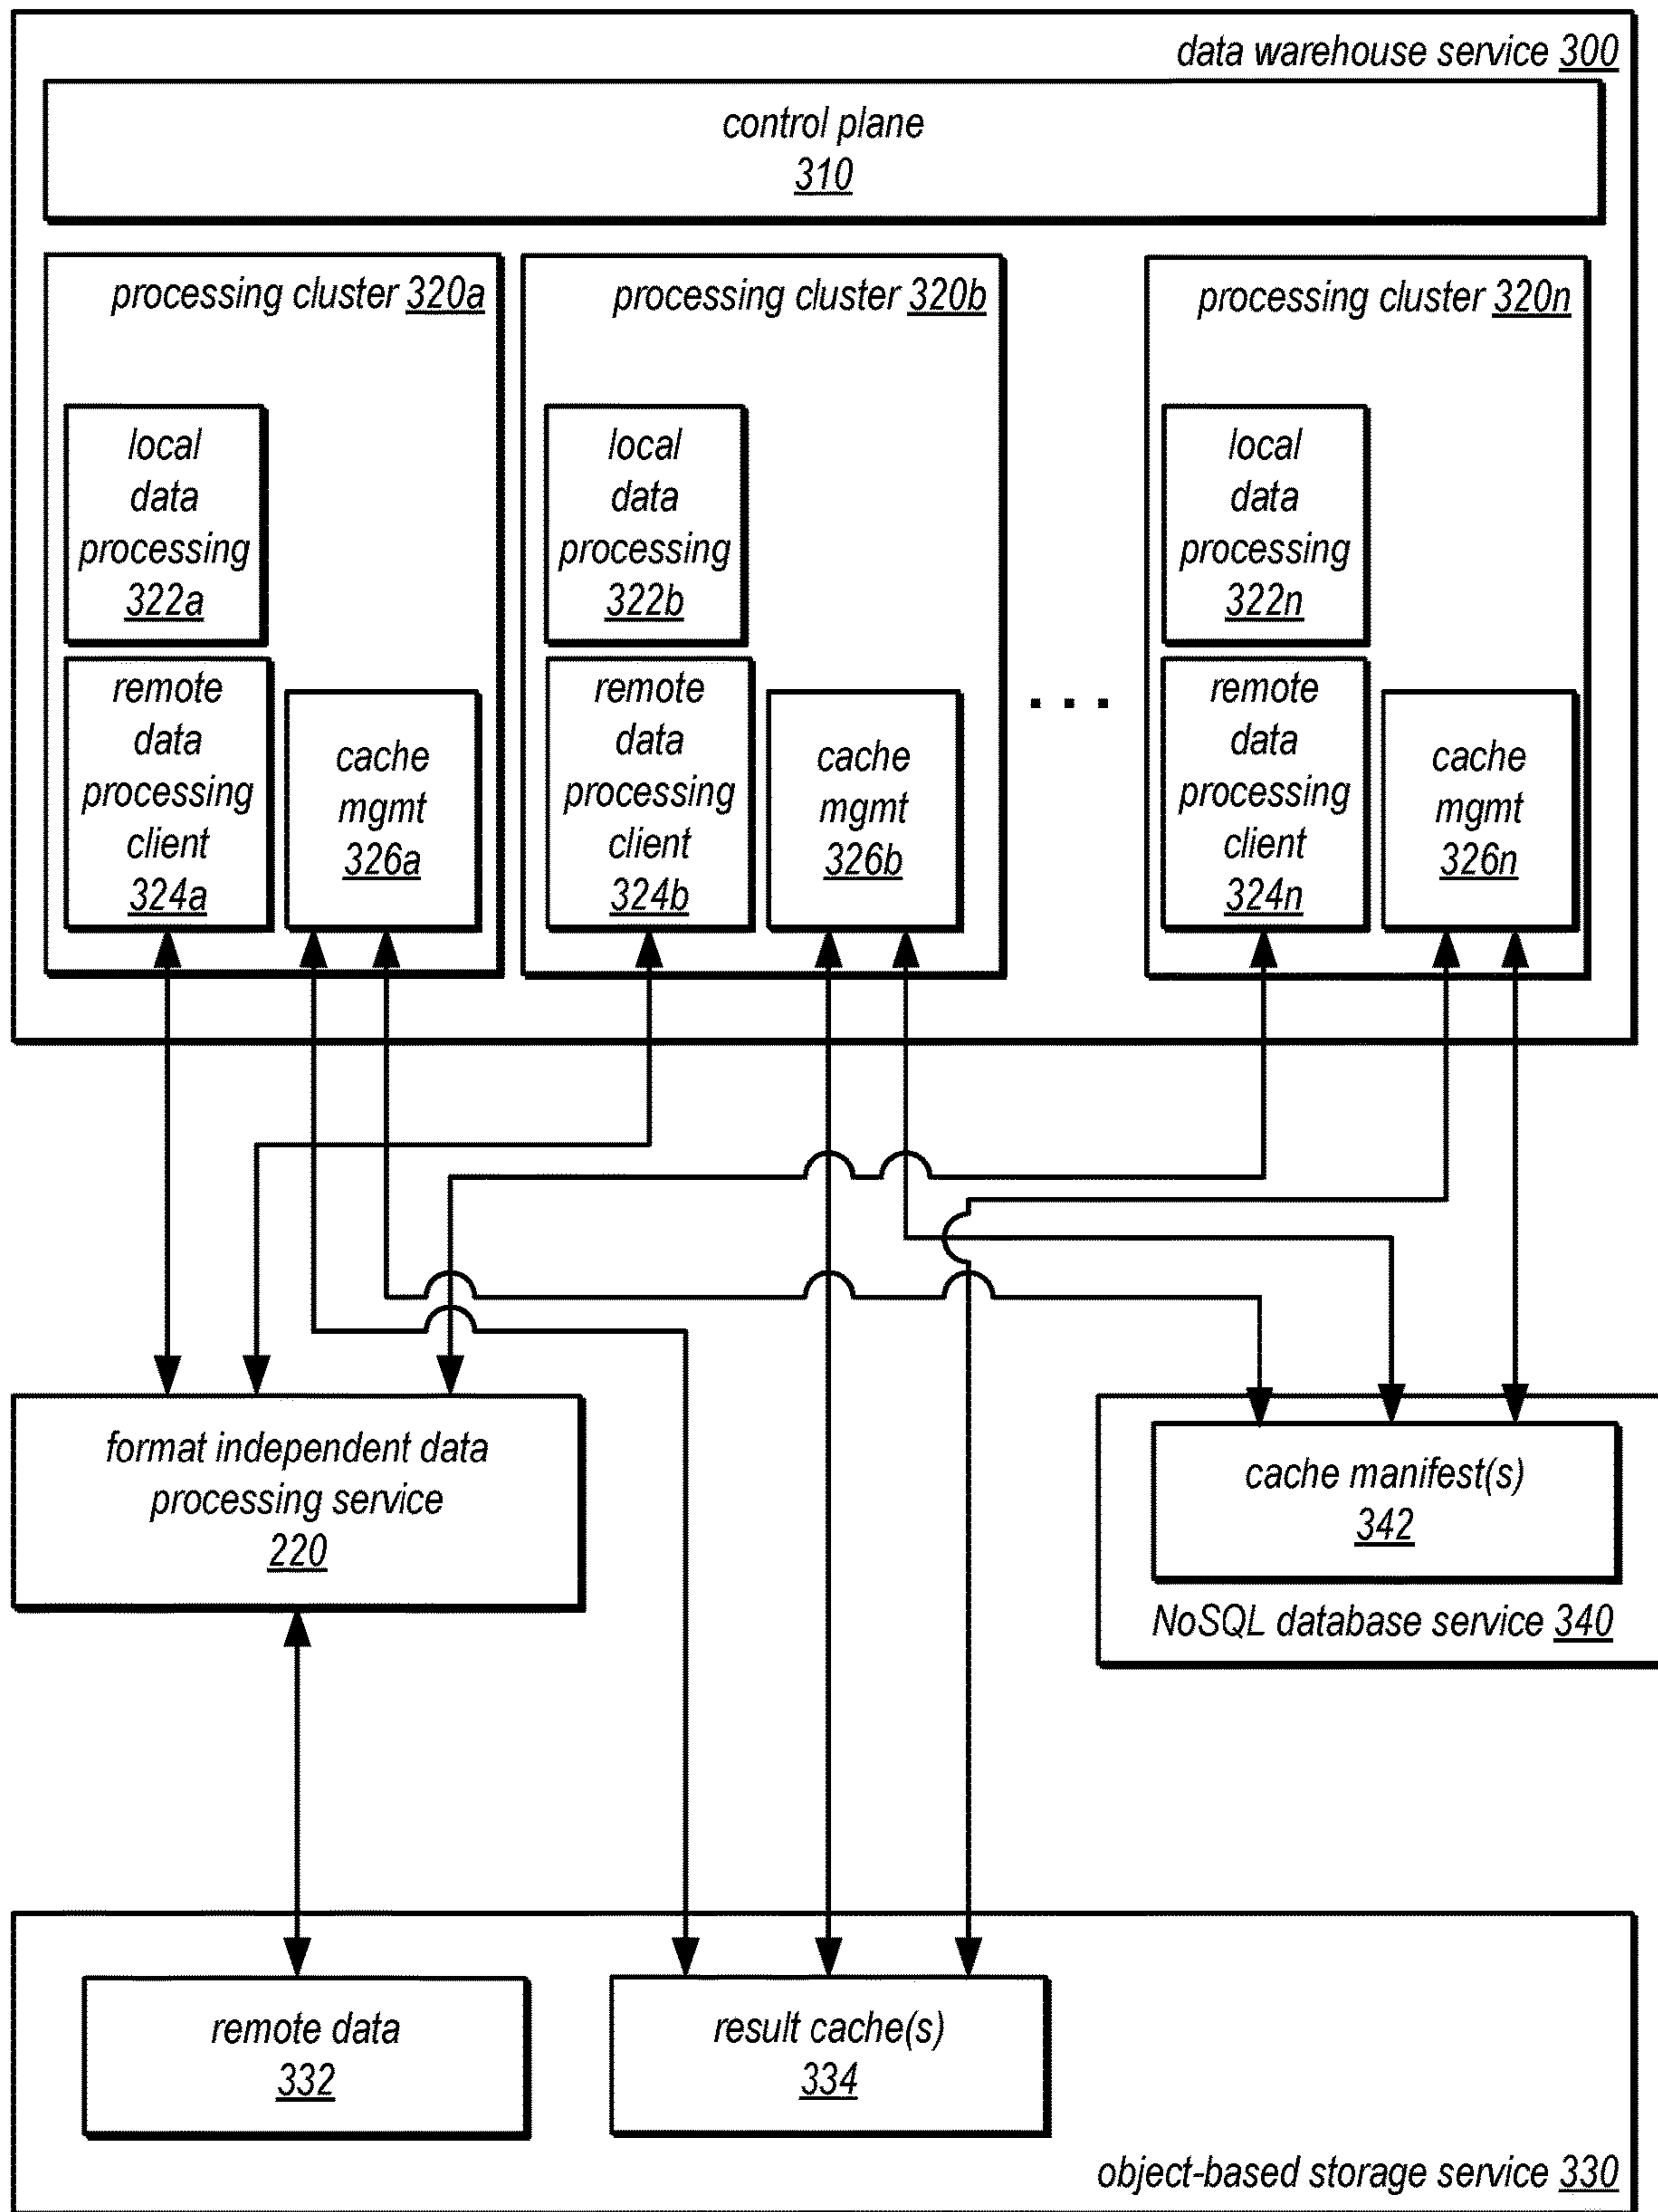 data warehouse service 300
control plane
310
processing cluster 320a
local
data
processing
322a
remote
data
processing
client
324a
cache
mgmt
326a
processing cluster 320b
local
data
processing
322b
remote
data
processing
client
324b
cache
mgmt
326b
. . .
processing cluster 320n
local
data
processing
322n
remote
data
processing
client
324n
cache
mgmt
326n
format independent data
processing service
220
cache manifest(s)
342
NoSQL database service 340
remote data
332
result cache(s)
334
object-based storage service 330